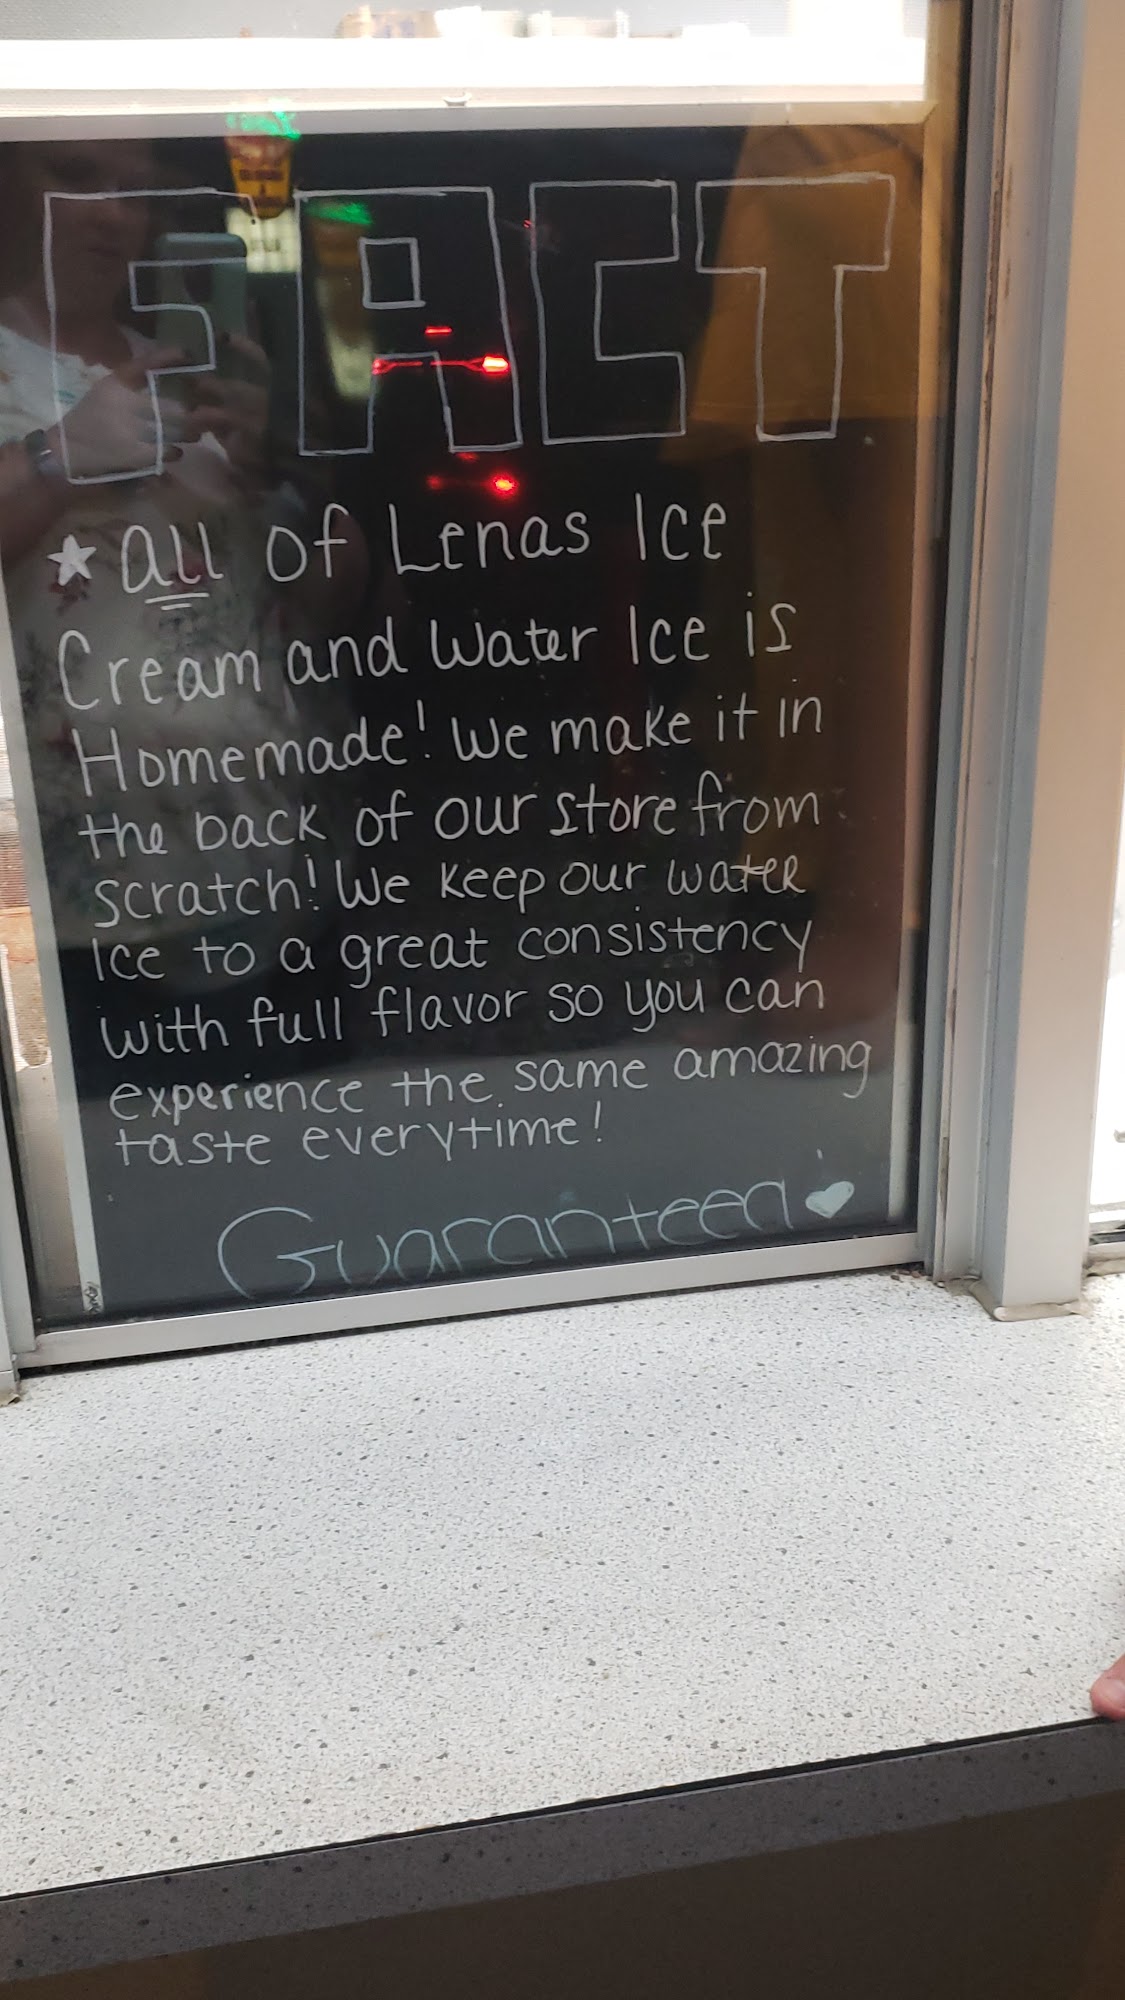 FACT
★ all of Lenas Ice
Cream and Water Ice is
Homemade! We make it in
the back of our store from
scratch! We keep our water
Ice to a great consistency
with full flavor so you can
experience the same amazing
taste everytime!
Guaranteed ♥